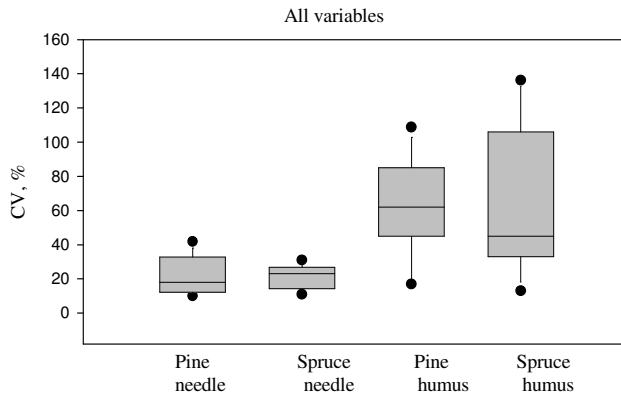 All variables
160
140
120
100
80
60
40
20
0
CV, %
Pine needle
Spruce needle
Pine humus
Spruce humus